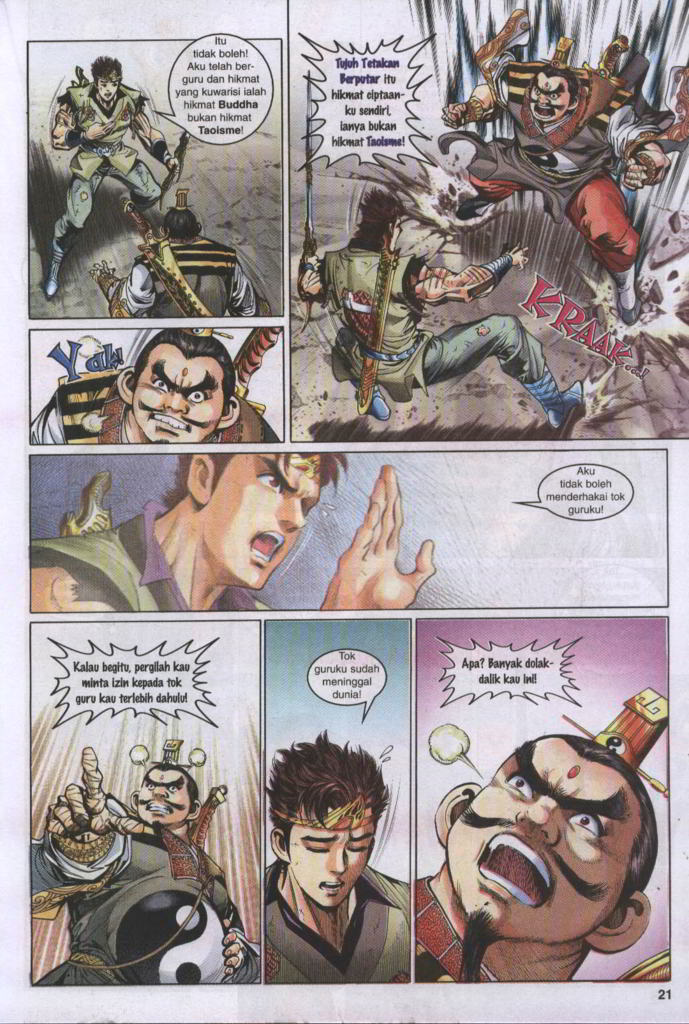 Itu
tidak boleh!
Aku telah ber-
guru dan hikmat
yang kuwarisi ialah
hikmat Buddha
bukan hikmat
Taoisme!
Tujuh Tetakan
Berputar itu
hikmat ciptaan-
ku sendiri,
ianya bukan
hikmat Taoisme!
KRAAK...!
Yak!
Aku
tidak boleh
menderhakai tok
guruku!
Kalau begitu, pergilah kau
minta izin kepada tok
guru kau terlebih dahulu!
Tok
guruku sudah
meninggal
dunia!
Apa? Banyak dolak-
dalik kau ini!
21